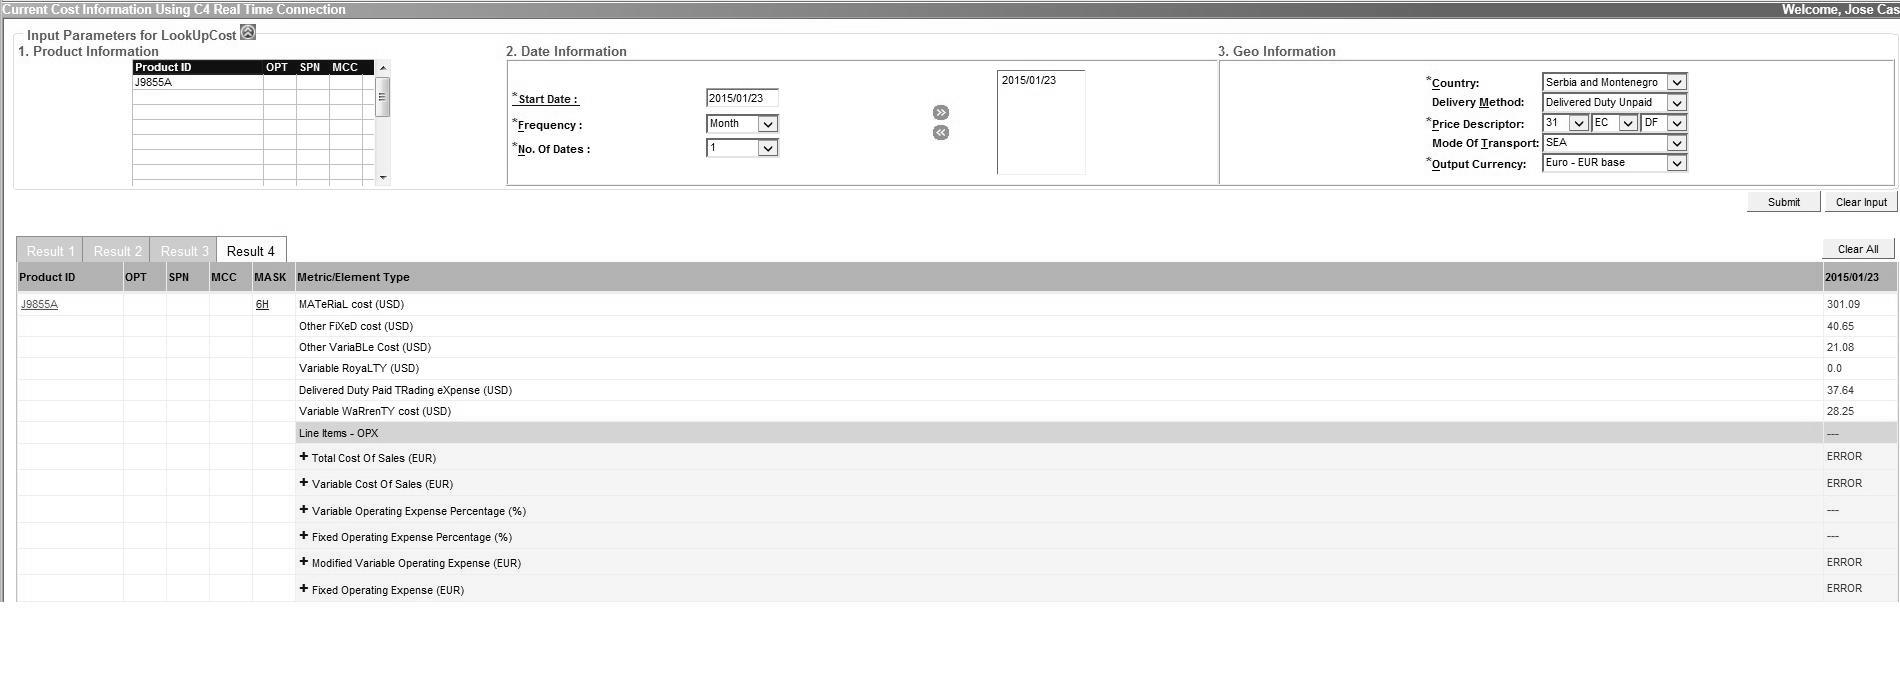 Current Cost Information Using C4 Real Time Connection Welcome, Jose Cas
Input Parameters for LookUpCost
1. Product Information 2. Date Information 3. Geo Information
Product ID OPT SPN MCC
J9855A
*Start Date : 2015/01/23
*Frequency : Month
*No. Of Dates : 1
2015/01/23
*Country: Serbia and Montenegro
Delivery Method: Delivered Duty Unpaid
*Price Descriptor: 31 EC DF
Mode Of Transport: SEA
*Output Currency: Euro - EUR base
Submit Clear Input
Result 1 Result 2 Result 3 Result 4 Clear All
Product ID OPT SPN MCC MASK Metric/Element Type 2015/01/23
J9855A 6H MATeRiaL cost (USD) 301.09
Other FiXeD cost (USD) 40.65
Other VariaBLe Cost (USD) 21.08
Variable RoyaLTY (USD) 0.0
Delivered Duty Paid TRading eXpense (USD) 37.64
Variable WaRrenTY cost (USD) 28.25
Line Items - OPX ---
+ Total Cost Of Sales (EUR) ERROR
+ Variable Cost Of Sales (EUR) ERROR
+ Variable Operating Expense Percentage (%) ---
+ Fixed Operating Expense Percentage (%) ---
+ Modified Variable Operating Expense (EUR) ERROR
+ Fixed Operating Expense (EUR) ERROR